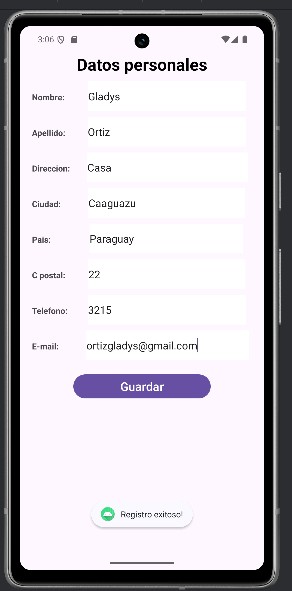 3:06
Datos personales
Nombre: Gladys
Apellido: Ortiz
Direccion: Casa
Ciudad: Caaguazu
Pais: Paraguay
C postal: 22
Telefono: 3215
E-mail: ortizgladys@gmail.com
Guardar
Registro exitoso!